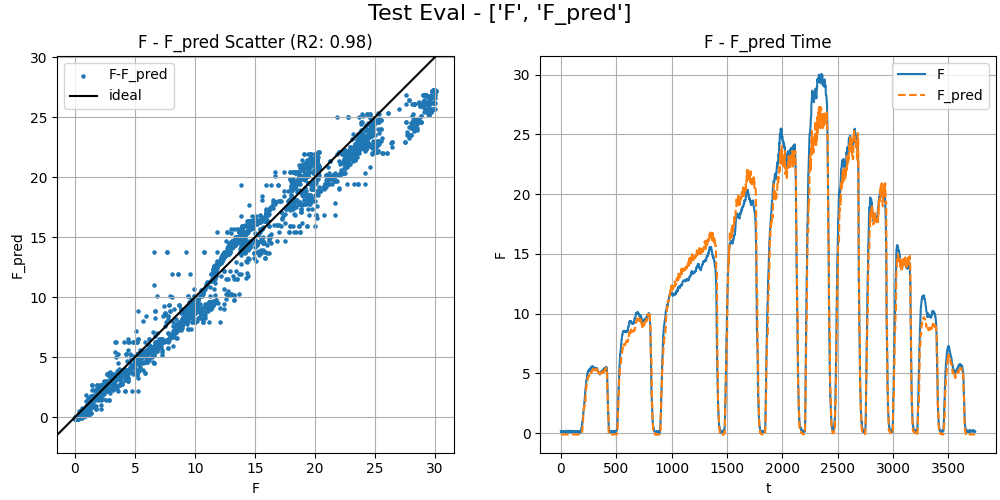 Test Eval - ['F', 'F_pred']
F - F_pred Scatter (R2: 0.98)
F-F_pred
ideal
30
25
20
15
10
5
0
F_pred
0 5 10 15 20 25 30
F
F - F_pred Time
F
F_pred
30
25
20
15
10
5
0
F
0 500 1000 1500 2000 2500 3000 3500
t